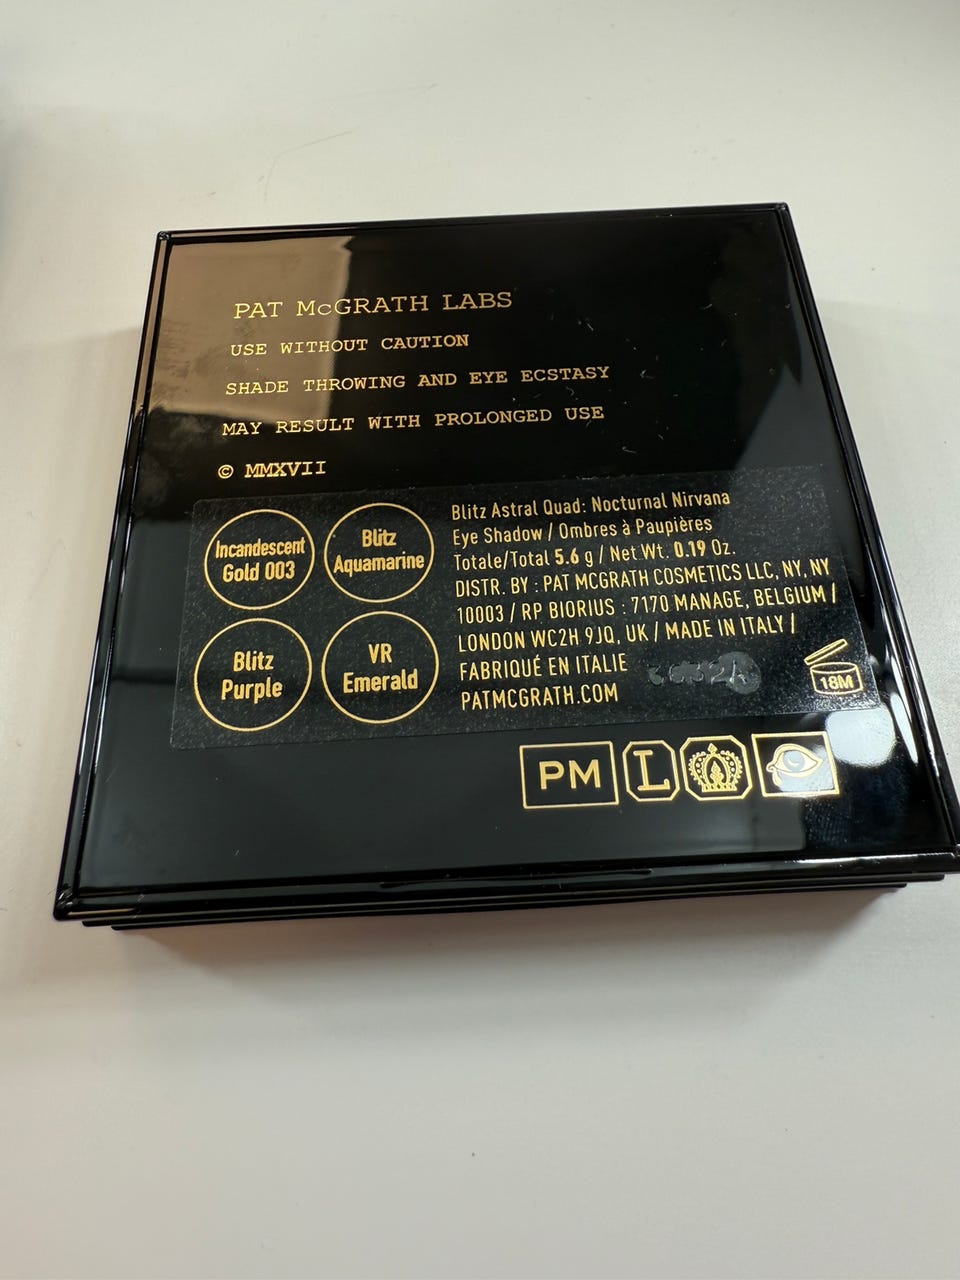 PAT McGRATH LABS
USE WITHOUT CAUTION
SHADE THROWING AND EYE ECSTASY
MAY RESULT WITH PROLONGED USE
© MMXVII
Incandescent
Gold 003
Blitz
Aquamarine
Blitz
Purple
VR
Emerald
Blitz Astral Quad: Nocturnal Nirvana
Eye Shadow / Ombres à Paupières
Totale/Total 5.6 g / Net Wt. 0.19 Oz.
DISTR. BY : PAT MCGRATH COSMETICS LLC, NY, NY
10003 / RP BIORIUS : 7170 MANAGE, BELGIUM /
LONDON WC2H 9JQ, UK / MADE IN ITALY /
FABRIQUÉ EN ITALIE
PATMCGRATH.COM
18M
PM L